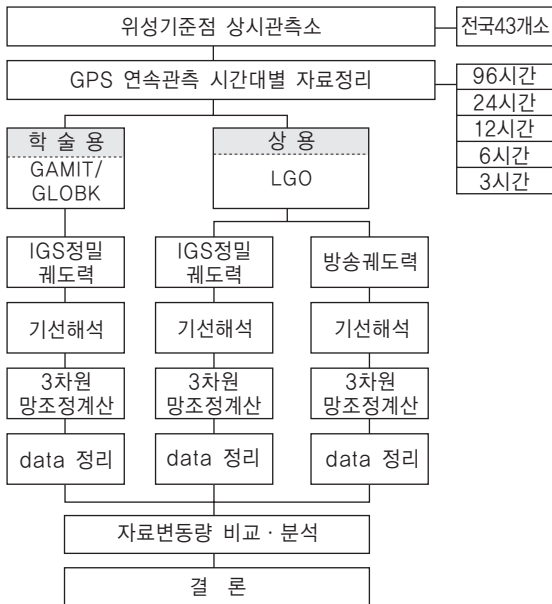 위성기준점 상시관측소
전국43개소
GPS 연속관측 시간대별 자료정리
96시간
24시간
12시간
6시간
3시간
학 술 용
GAMIT/
GLOBK
상 용
LGO
IGS정밀
궤도력
IGS정밀
궤도력
방송궤도력
기선해석
기선해석
기선해석
3차원
망조정계산
3차원
망조정계산
3차원
망조정계산
data 정리
data 정리
data 정리
자료변동량 비교 · 분석
결 론